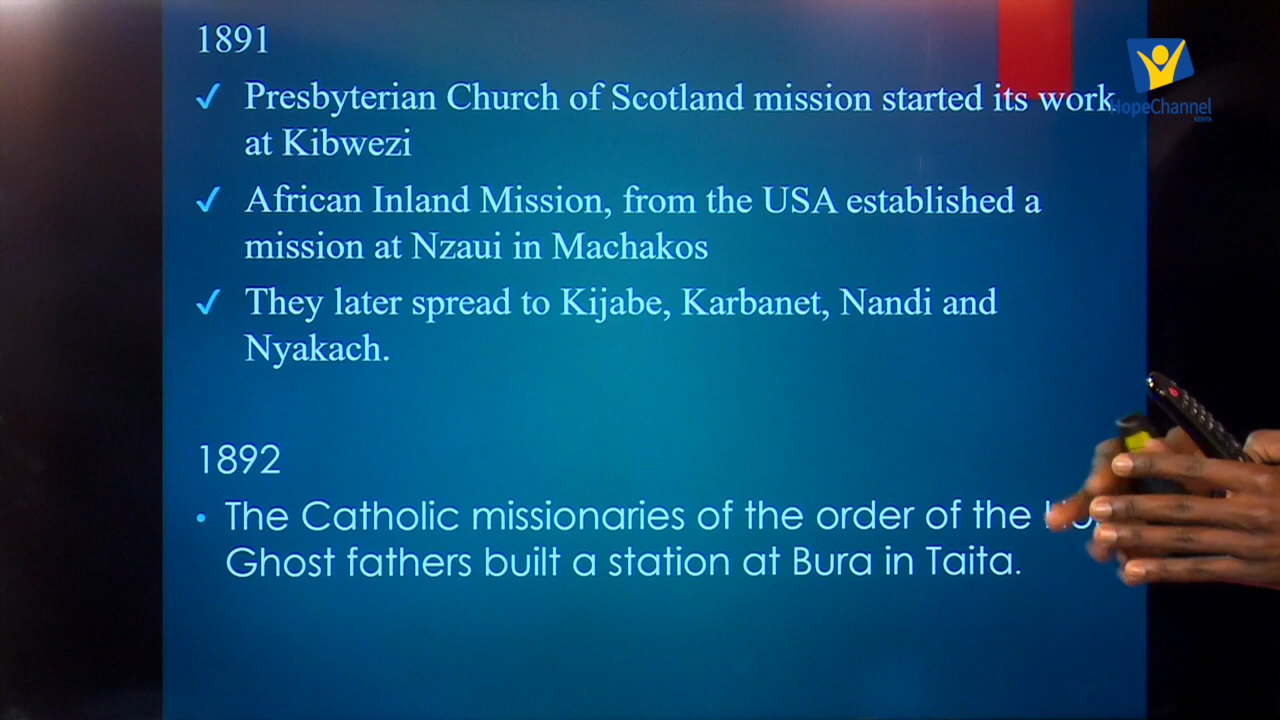 1891
✓ Presbyterian Church of Scotland mission started its work
at Kibwezi
✓ African Inland Mission, from the USA established a
mission at Nzaui in Machakos
✓ They later spread to Kijabe, Karbanet, Nandi and
Nyakach.
1892
• The Catholic missionaries of the order of the
Ghost fathers built a station at Bura in Taita.
HopeChannel
KENYA